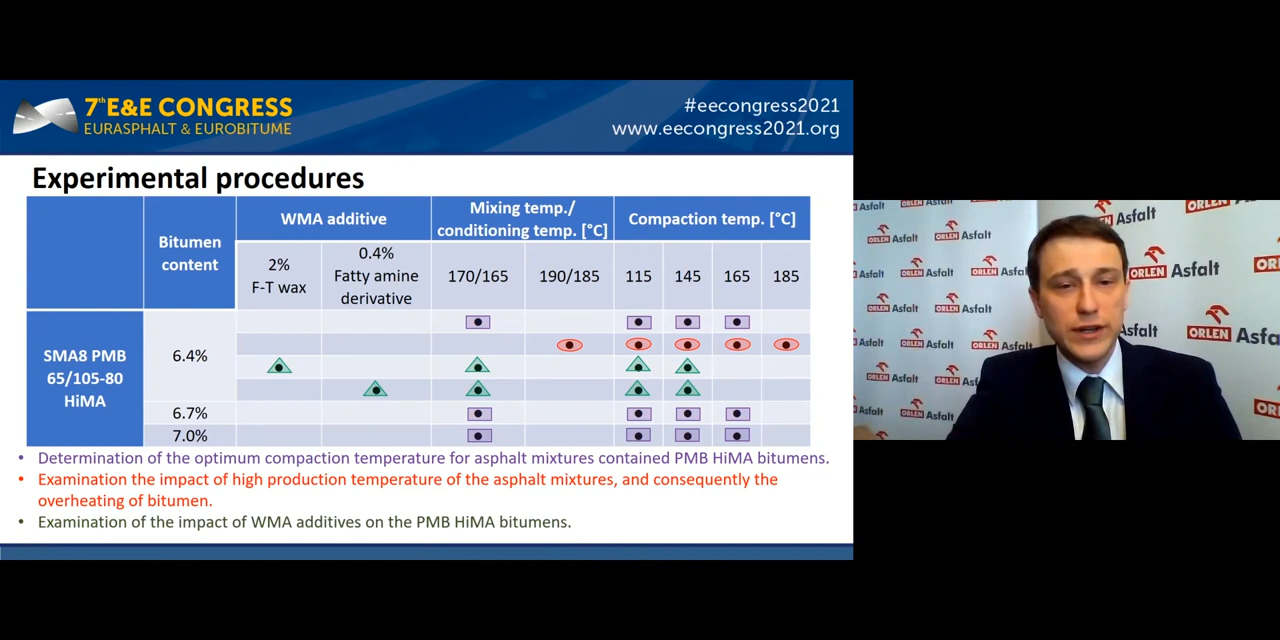 7th E&E CONGRESS
EURASPHALT & EUROBITUME
#eecongress2021
www.eecongress2021.org
Experimental procedures
Bitumen content
WMA additive
Mixing temp./ conditioning temp. [°C]
Compaction temp. [°C]
2% F-T wax
0.4% Fatty amine derivative
170/165
190/185
115
145
165
185
SMA8 PMB 65/105-80 HiMA
6.4%
6.7%
7.0%
• Determination of the optimum compaction temperature for asphalt mixtures contained PMB HiMA bitumens.
• Examination the impact of high production temperature of the asphalt mixtures, and consequently the
overheating of bitumen.
• Examination of the impact of WMA additives on the PMB HiMA bitumens.
ORLEN Asfalt